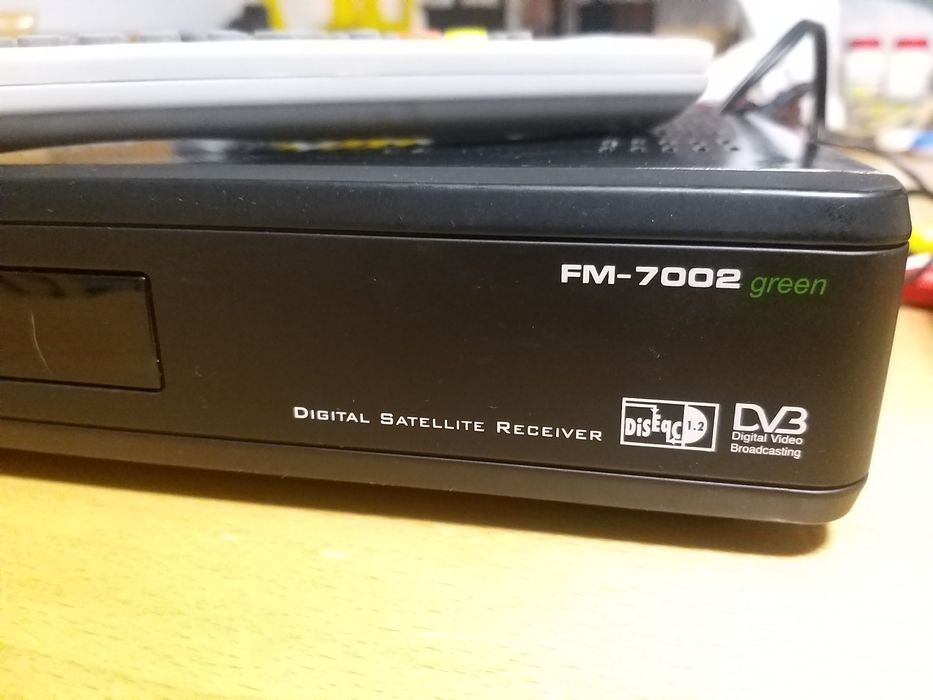 FM-7002 green
DIGITAL SATELLITE RECEIVER
DiSEqC 1.2
DVB
Digital Video
Broadcasting